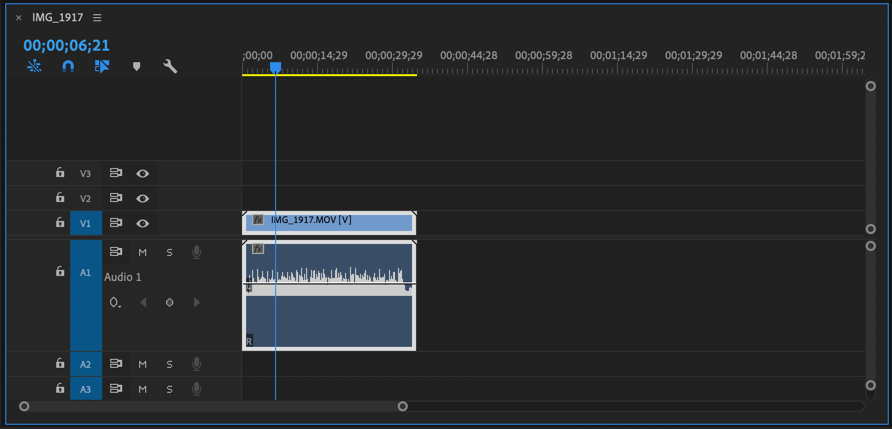 × IMG_1917
00;00;06;21
;00;00 00;00;14;29 00;00;29;29 00;00;44;28 00;00;59;28 00;01;14;29 00;01;29;29 00;01;44;28 00;01;59;2
V3
V2
V1 fx IMG_1917.MOV [V]
M S fx
A1
Audio 1
L
R
A2 M S
A3 M S